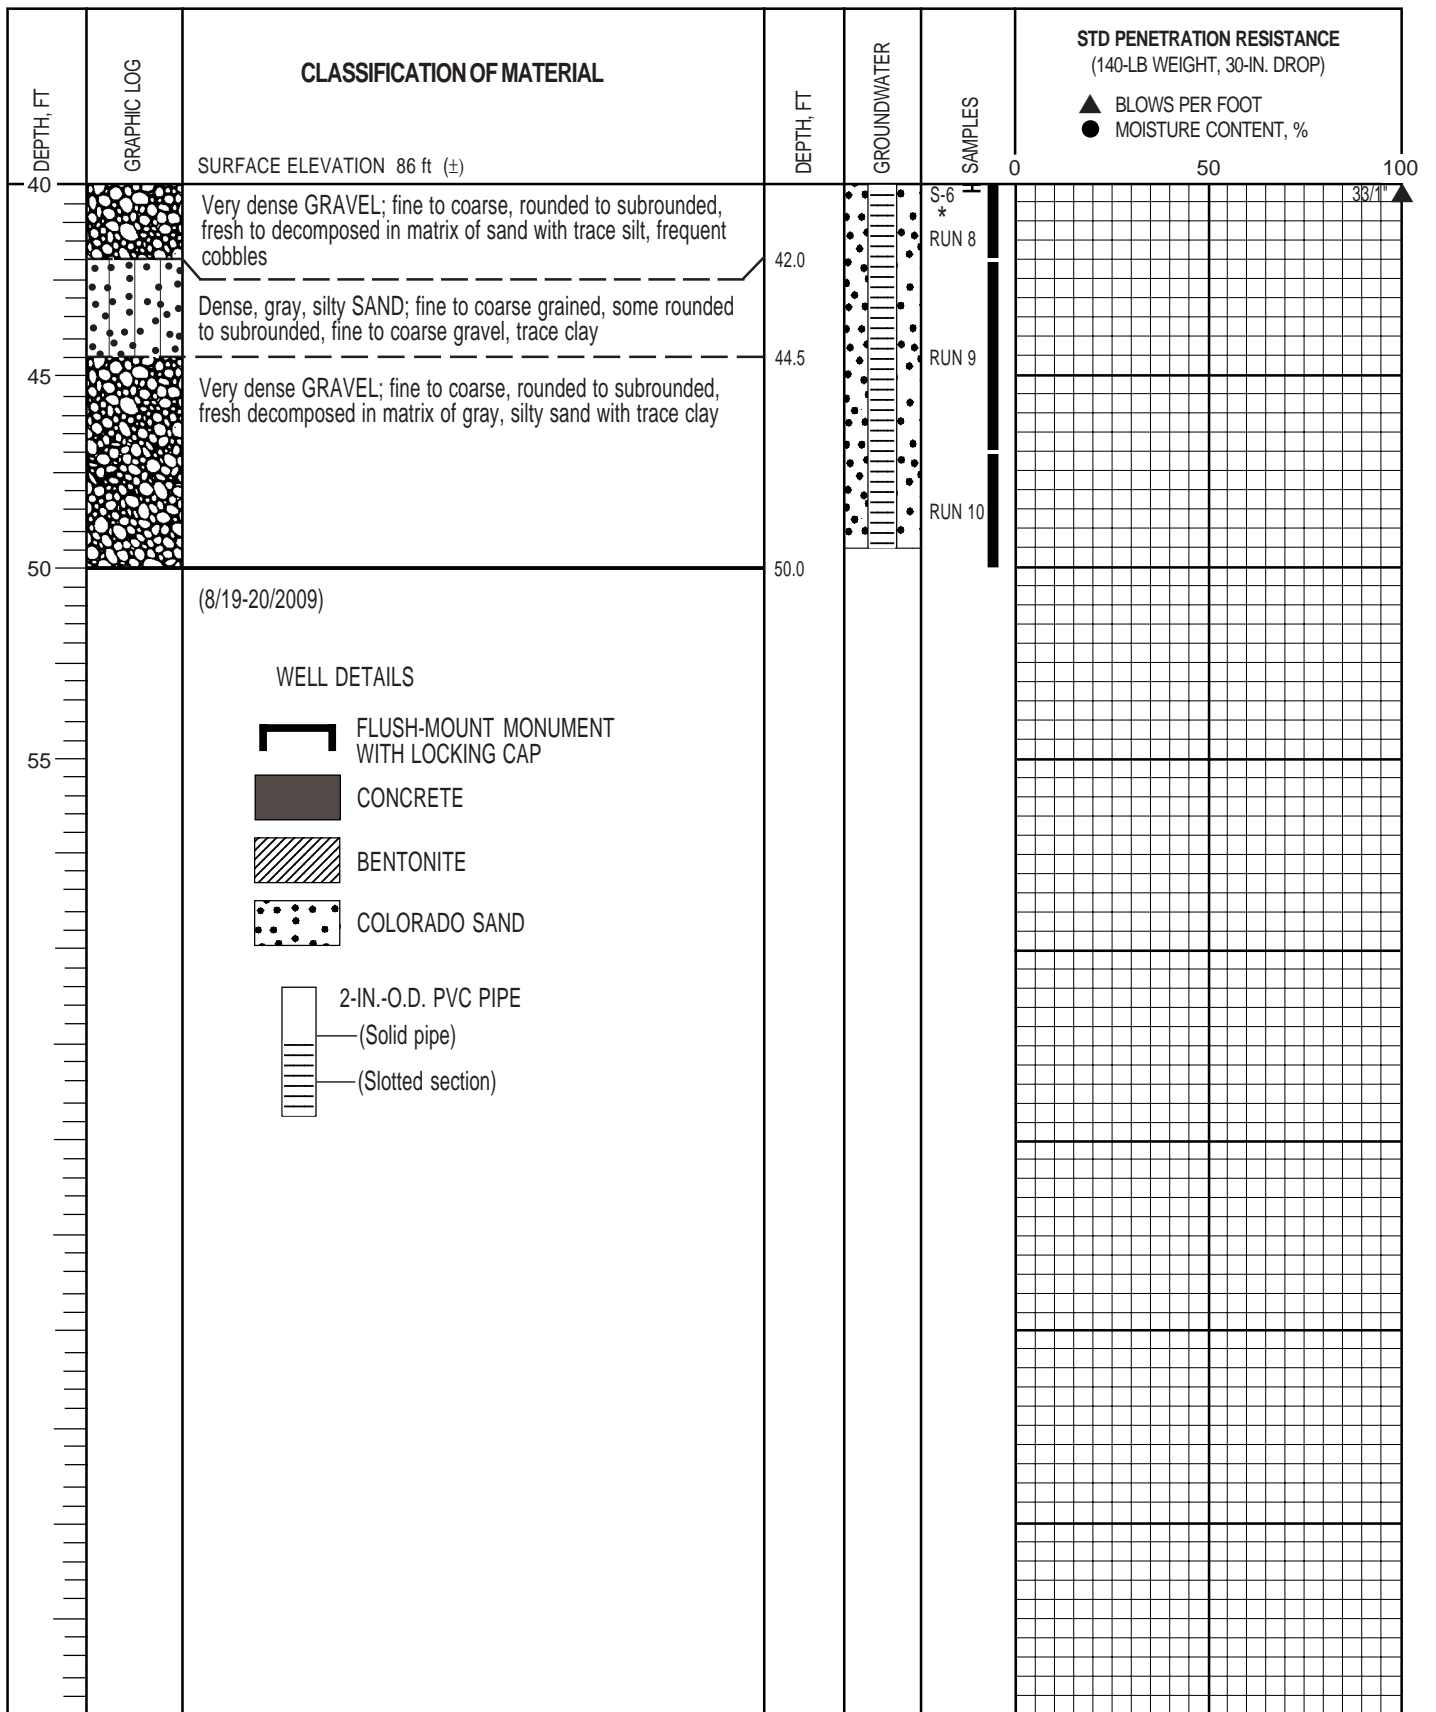 DEPTH, FT
GRAPHIC LOG
CLASSIFICATION OF MATERIAL
SURFACE ELEVATION 86 ft (±)
DEPTH, FT
GROUNDWATER
SAMPLES
STD PENETRATION RESISTANCE
(140-LB WEIGHT, 30-IN. DROP)
▲ BLOWS PER FOOT
● MOISTURE CONTENT, %
0 50 100
40
Very dense GRAVEL; fine to coarse, rounded to subrounded,
fresh to decomposed in matrix of sand with trace silt, frequent
cobbles
S-6
*
33/1"
RUN 8
42.0
Dense, gray, silty SAND; fine to coarse grained, some rounded
to subrounded, fine to coarse gravel, trace clay
44.5
RUN 9
45
Very dense GRAVEL; fine to coarse, rounded to subrounded,
fresh decomposed in matrix of gray, silty sand with trace clay
RUN 10
50
50.0
(8/19-20/2009)
WELL DETAILS
FLUSH-MOUNT MONUMENT
WITH LOCKING CAP
55
CONCRETE
BENTONITE
COLORADO SAND
2-IN.-O.D. PVC PIPE
(Solid pipe)
(Slotted section)